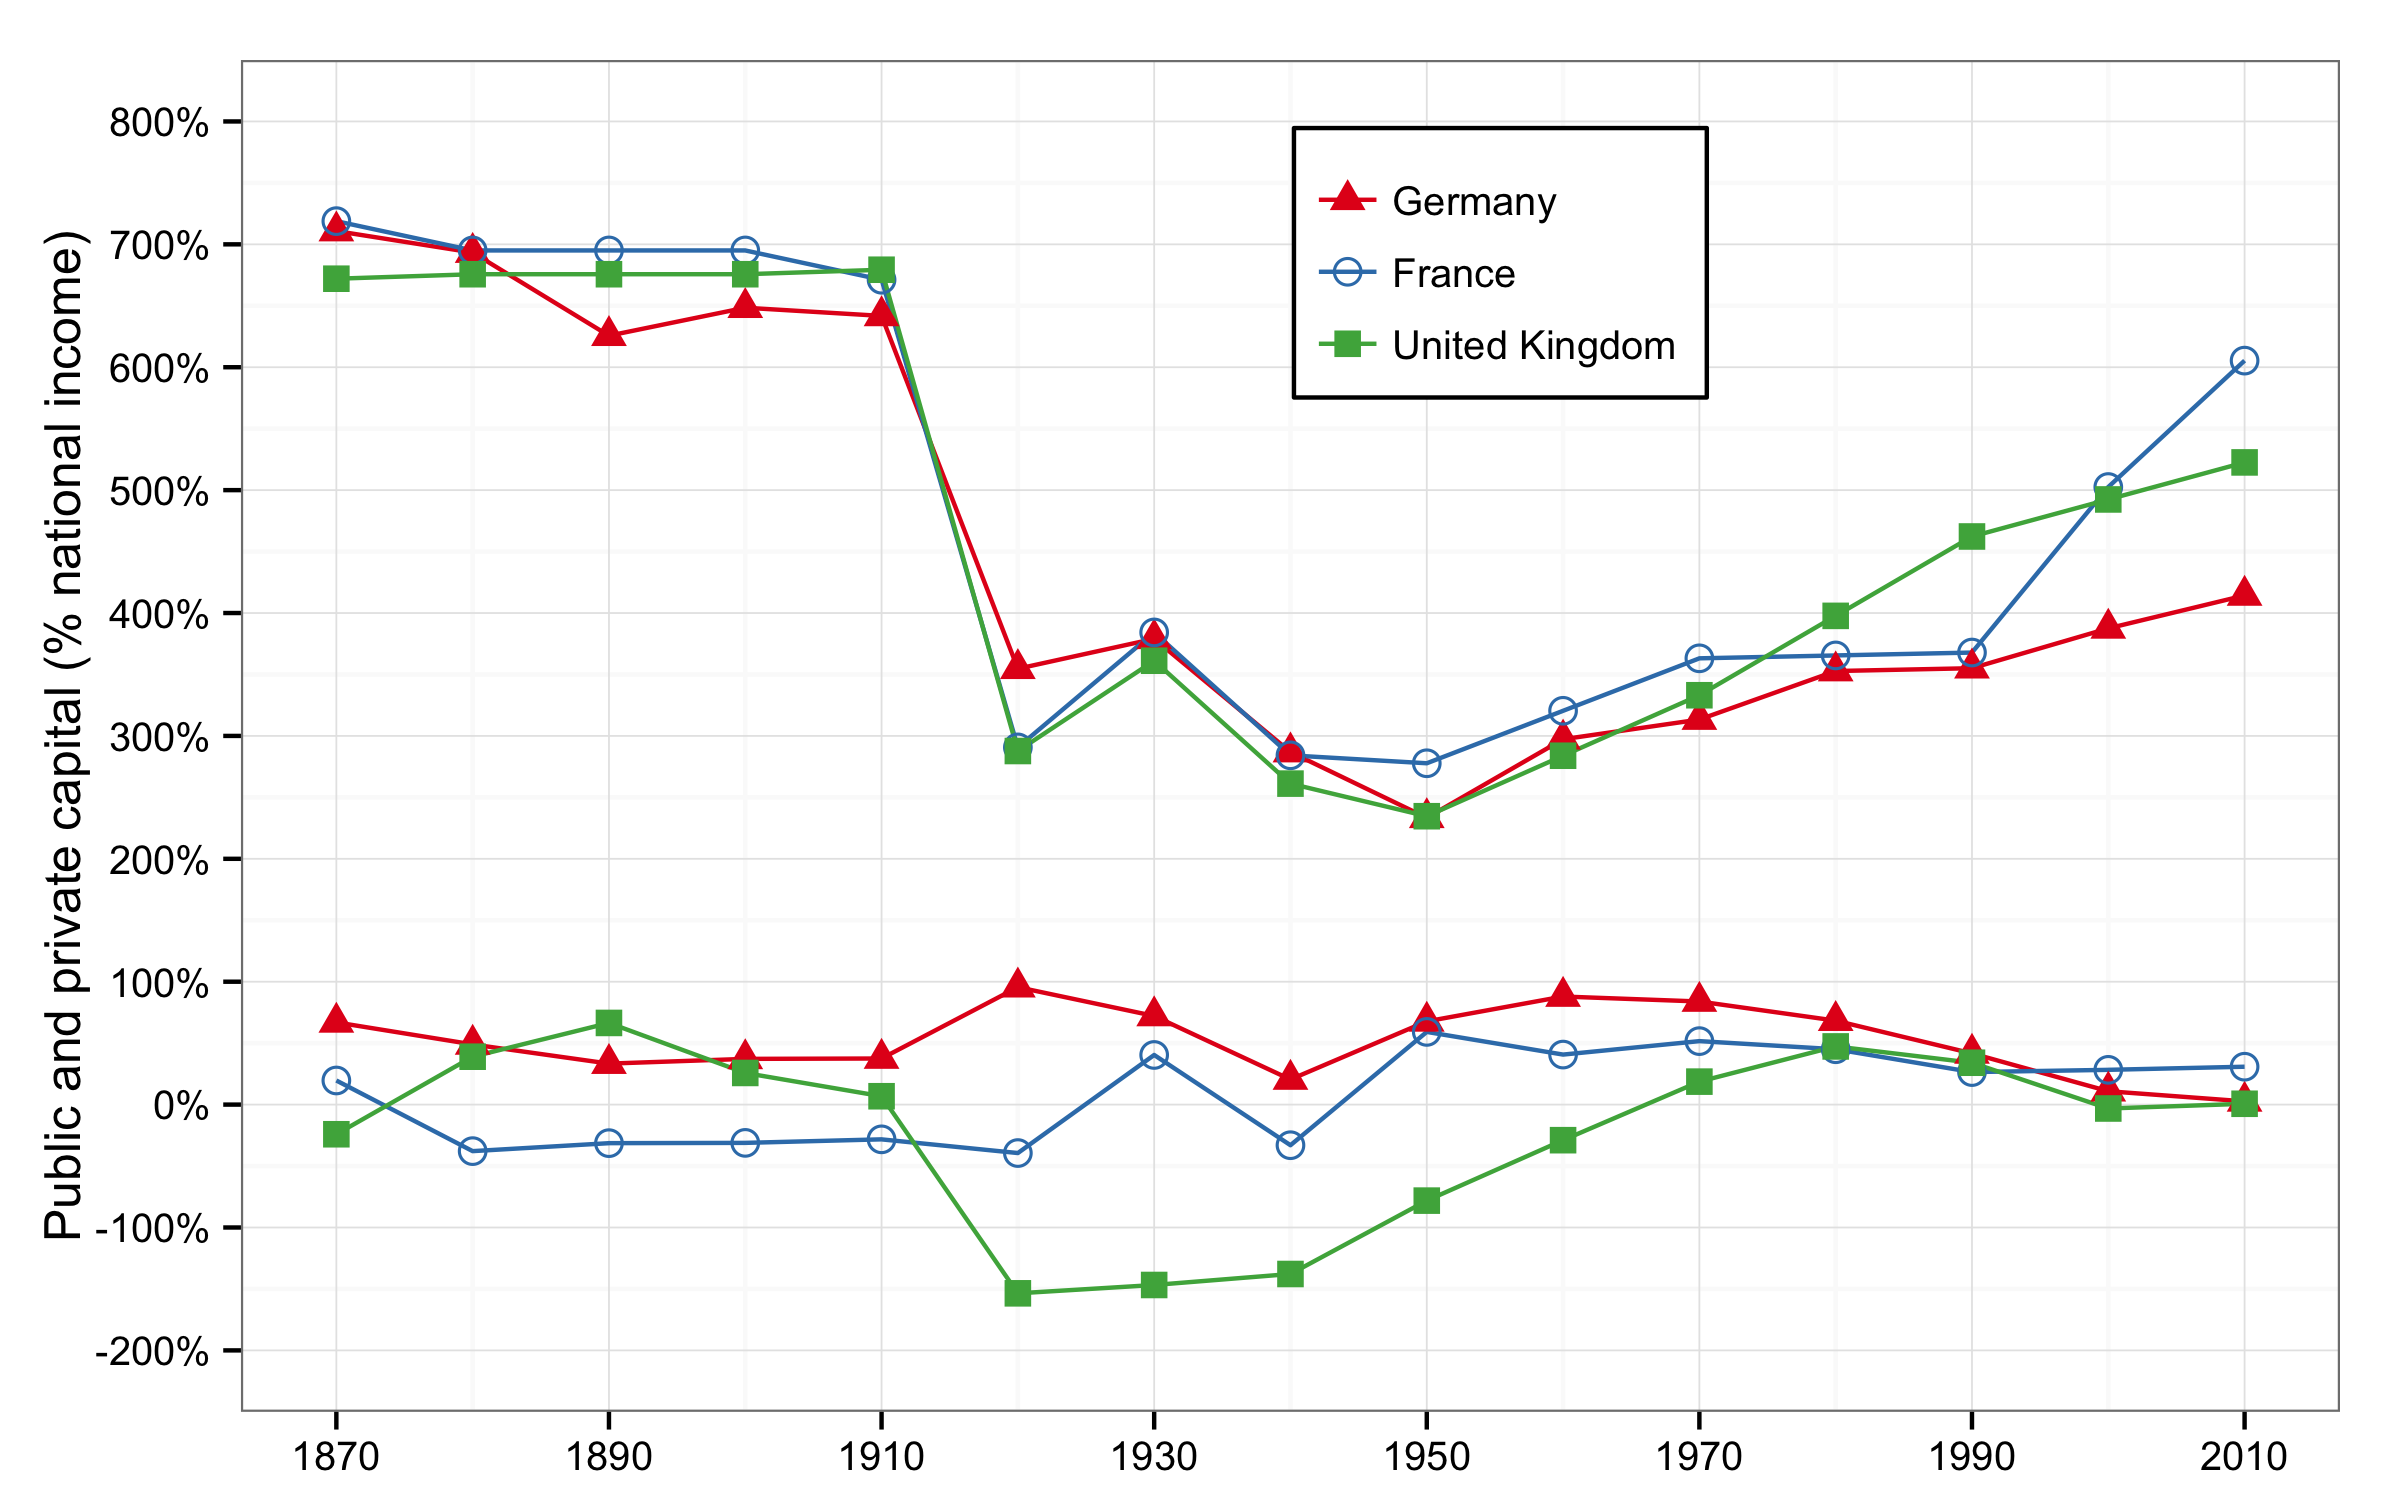 Public and private capital (% national income)
800%
700%
600%
500%
400%
300%
200%
100%
0%
-100%
-200%
Germany
France
United Kingdom
1870 1890 1910 1930 1950 1970 1990 2010